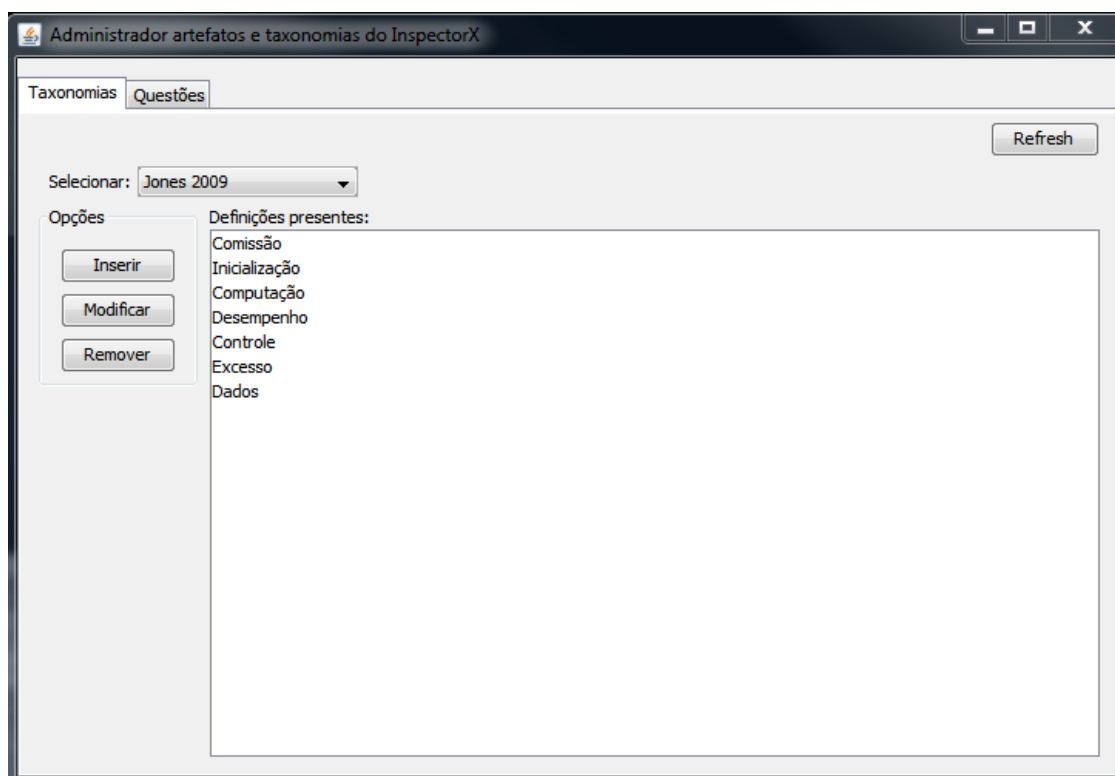 Administrador artefatos e taxonomias do InspectorX
Taxonomias Questões
Refresh
Selecionar: Jones 2009
Opções
Inserir
Modificar
Remover
Definições presentes:
Comissão
Inicialização
Computação
Desempenho
Controle
Excesso
Dados